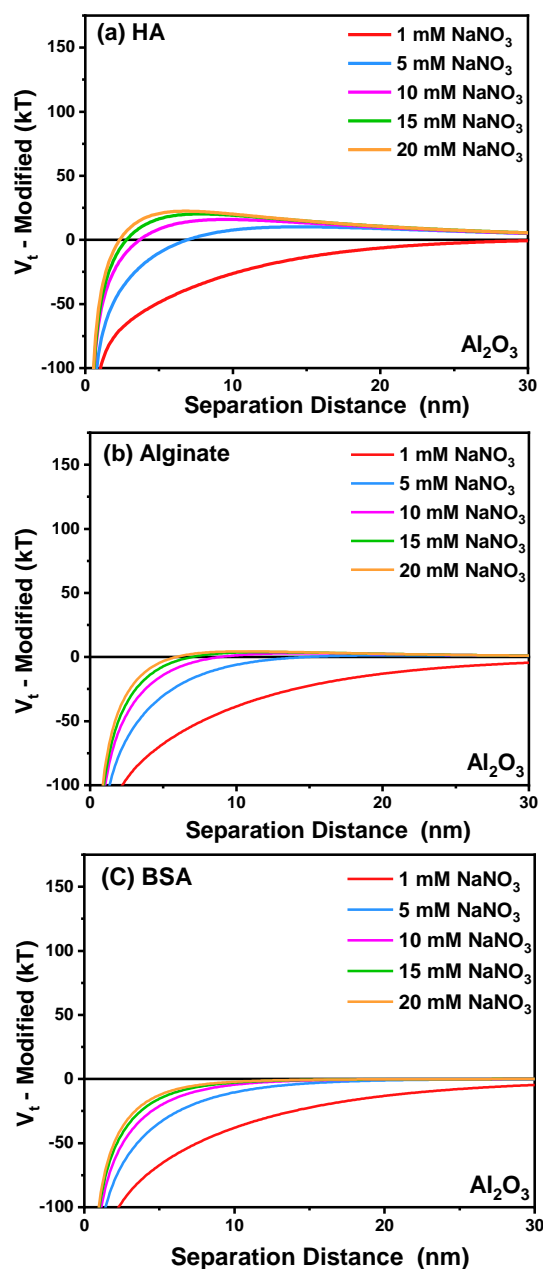 (a) HA
1 mM NaNO₃
5 mM NaNO₃
10 mM NaNO₃
15 mM NaNO₃
20 mM NaNO₃
150
100
50
0
-50
-100
V_t - Modified (kT)
Al₂O₃
0 10 20 30
Separation Distance (nm)
(b) Alginate
1 mM NaNO₃
5 mM NaNO₃
10 mM NaNO₃
15 mM NaNO₃
20 mM NaNO₃
150
100
50
0
-50
-100
V_t - Modified (kT)
Al₂O₃
0 10 20 30
Separation Distance (nm)
(C) BSA
1 mM NaNO₃
5 mM NaNO₃
10 mM NaNO₃
15 mM NaNO₃
20 mM NaNO₃
150
100
50
0
-50
-100
V_t - Modified (kT)
Al₂O₃
0 10 20 30
Separation Distance (nm)